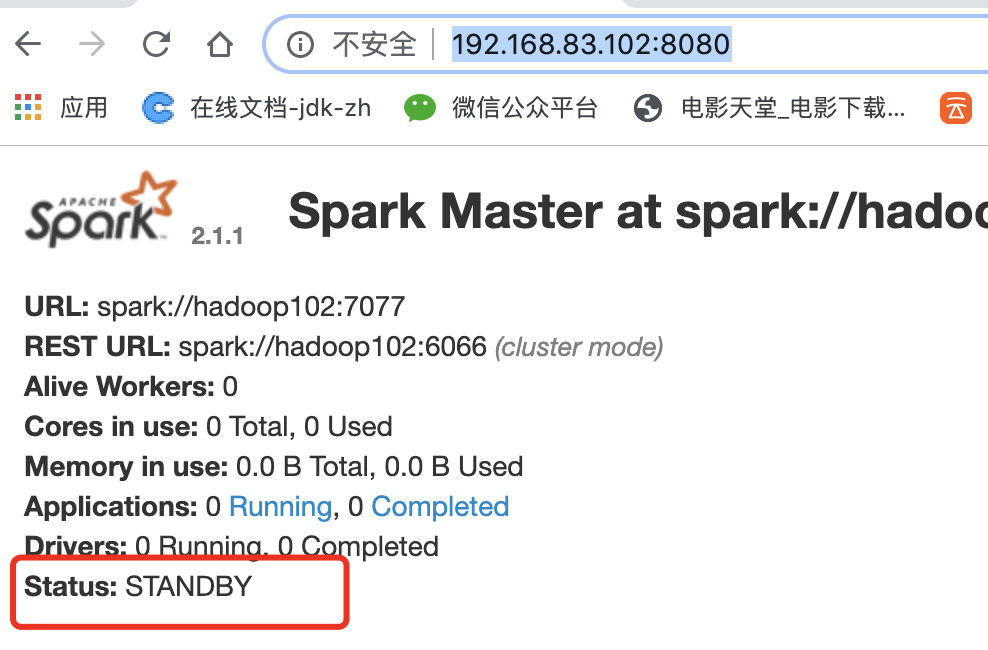 不安全 192.168.83.102:8080
应用 在线文档-jdk-zh 微信公众平台 电影天堂_电影下载... 云
APACHE Spark 2.1.1 Spark Master at spark://hadoo
URL: spark://hadoop102:7077
REST URL: spark://hadoop102:6066 (cluster mode)
Alive Workers: 0
Cores in use: 0 Total, 0 Used
Memory in use: 0.0 B Total, 0.0 B Used
Applications: 0 Running, 0 Completed
Drivers: 0 Running, 0 Completed
Status: STANDBY